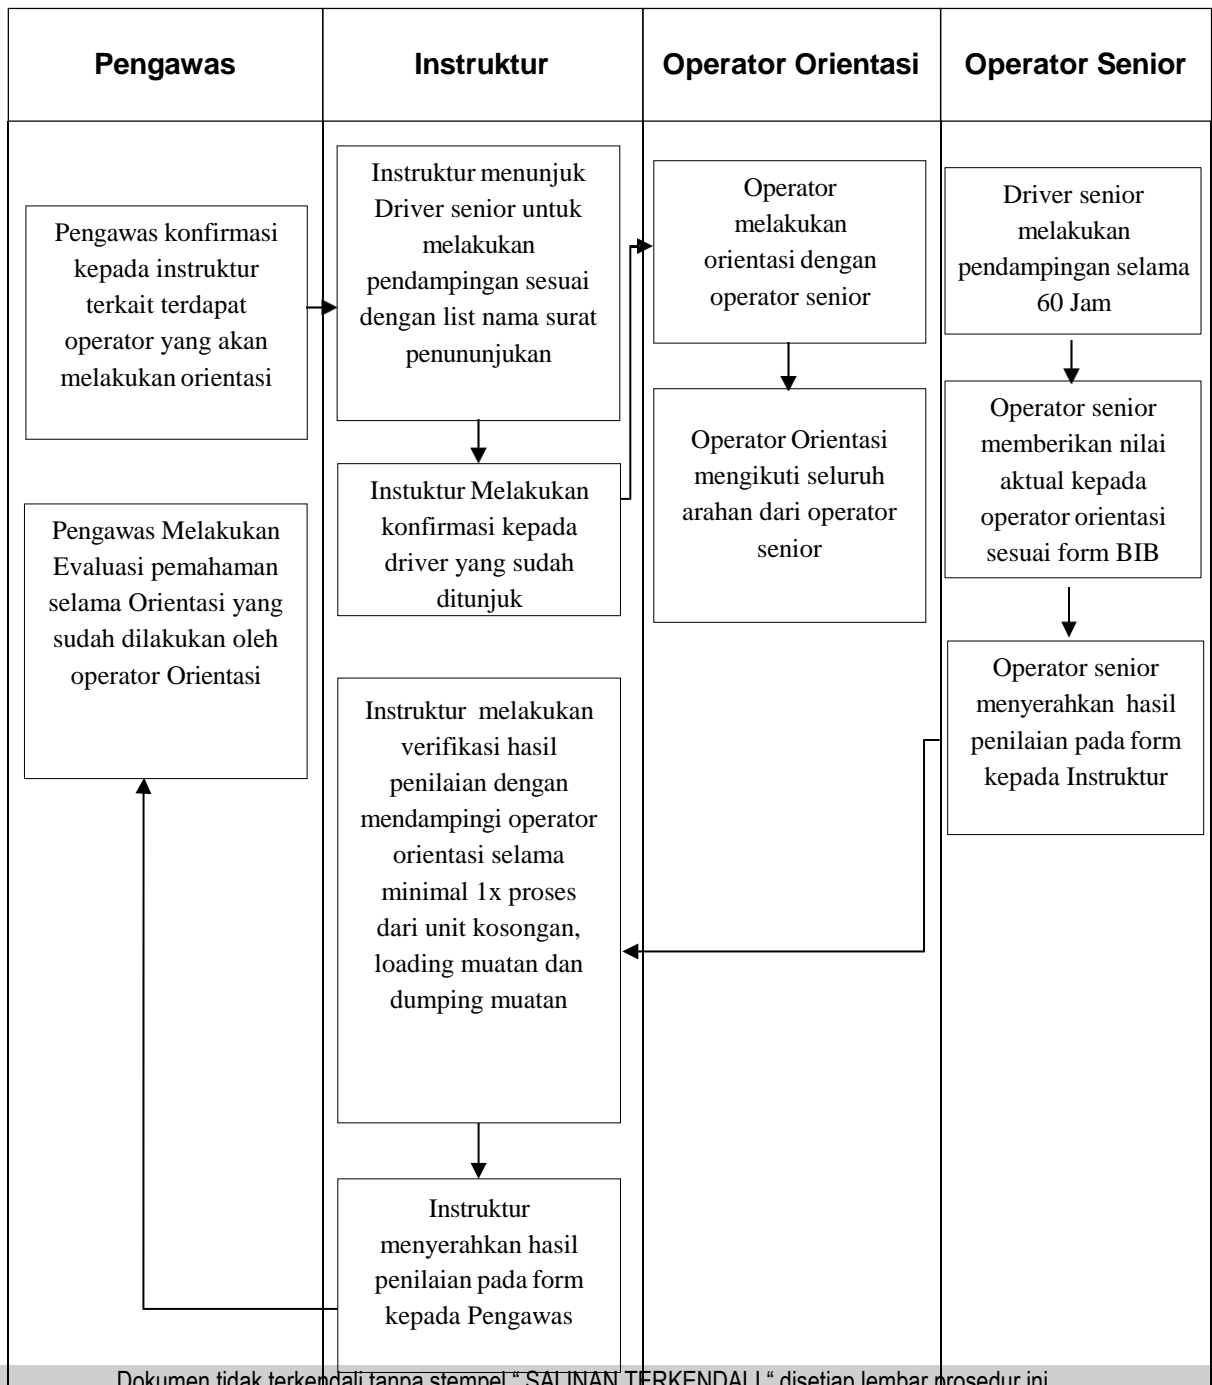 Pengawas
Instruktur
Operator Orientasi
Operator Senior
Pengawas konfirmasi
kepada instruktur
terkait terdapat
operator yang akan
melakukan orientasi
Pengawas Melakukan
Evaluasi pemahaman
selama Orientasi yang
sudah dilakukan oleh
operator Orientasi
Instruktur menunjuk
Driver senior untuk
melakukan
pendampingan sesuai
dengan list nama surat
penununjukan
Instuktur Melakukan
konfirmasi kepada
driver yang sudah
ditunjuk
Instruktur melakukan
verifikasi hasil
penilaian dengan
mendampingi operator
orientasi selama
minimal 1x proses
dari unit kosongan,
loading muatan dan
dumping muatan
Instruktur
menyerahkan hasil
penilaian pada form
kepada Pengawas
Operator
melakukan
orientasi dengan
operator senior
Operator Orientasi
mengikuti seluruh
arahan dari operator
senior
Driver senior
melakukan
pendampingan selama
60 Jam
Operator senior
memberikan nilai
aktual kepada
operator orientasi
sesuai form BIB
Operator senior
menyerahkan hasil
penilaian pada form
kepada Instruktur
Dokumen tidak terkendali tanpa stempel “ SALINAN TERKENDALI “ disetiap lembar prosedur ini